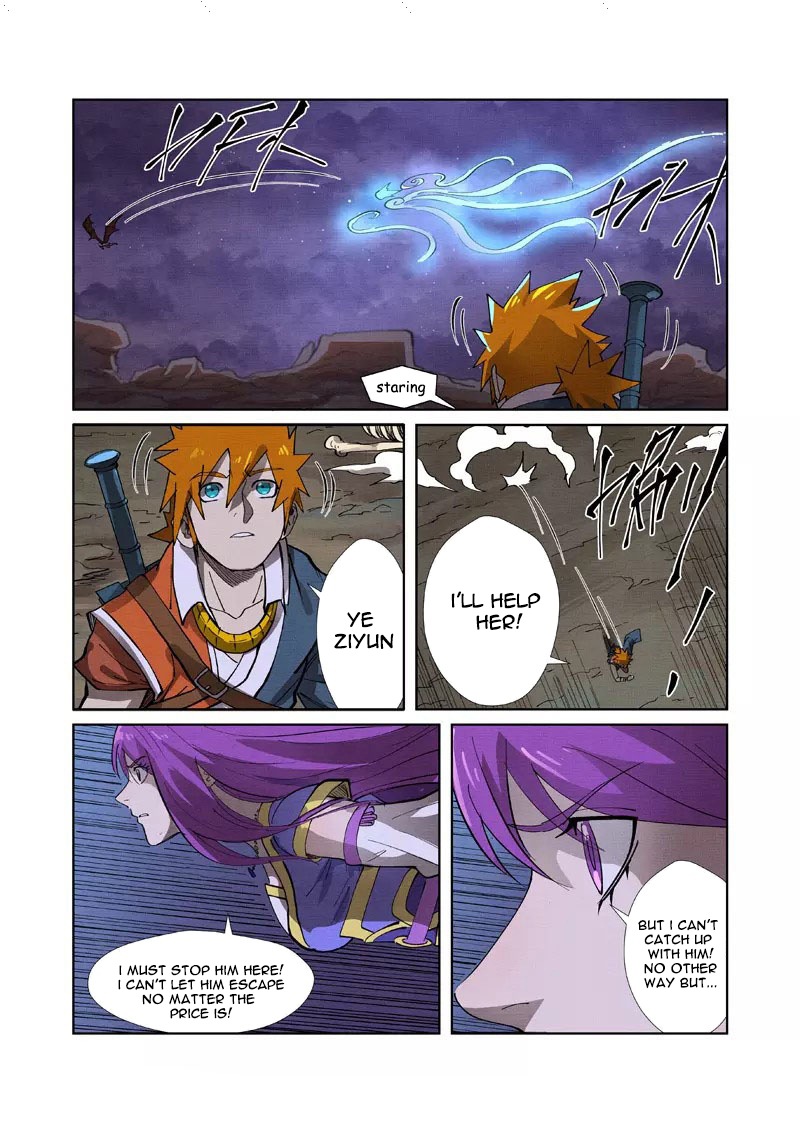 staring
YE
ZIYUN
I'LL HELP
HER!
I MUST STOP HIM HERE!
I CAN'T LET HIM ESCAPE
NO MATTER THE
PRICE IS!
BUT I CAN'T
CATCH UP
WITH HIM!
NO OTHER
WAY BUT...